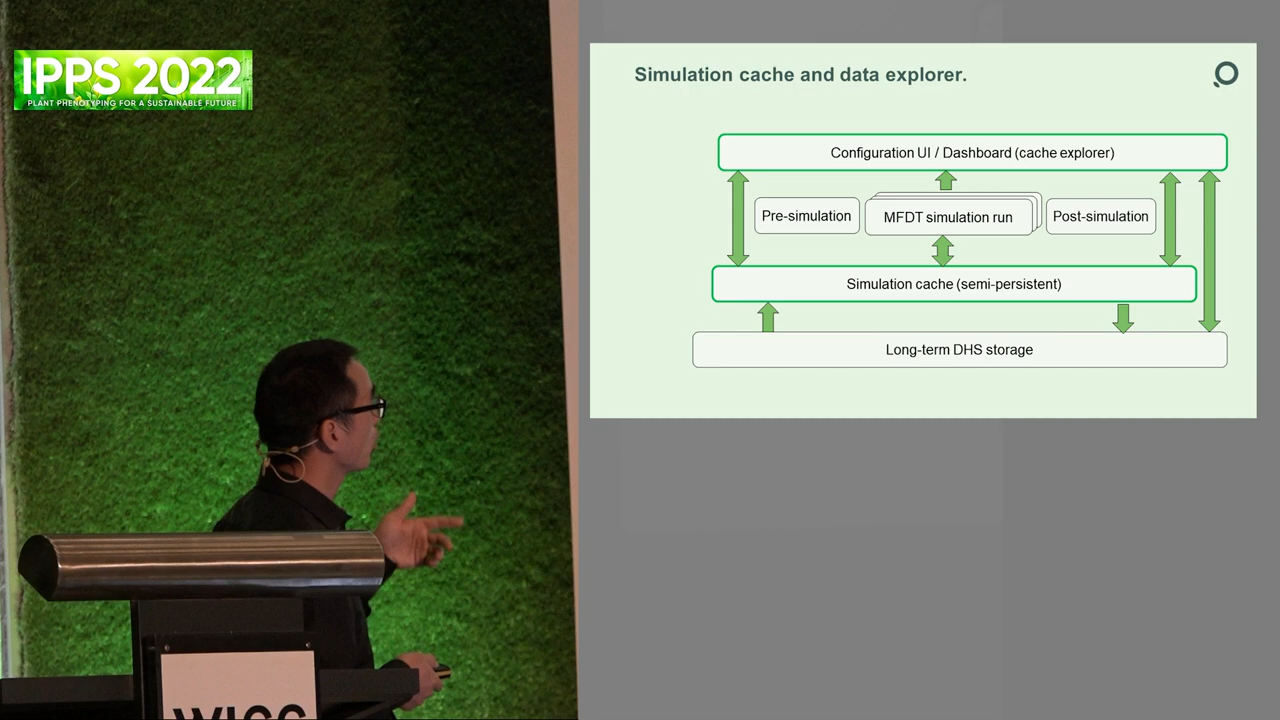 IPPS 2022
PLANT PHENOTYPING FOR A SUSTAINABLE FUTURE
Simulation cache and data explorer.
Configuration UI / Dashboard (cache explorer)
Pre-simulation
MFDT simulation run
Post-simulation
Simulation cache (semi-persistent)
Long-term DHS storage